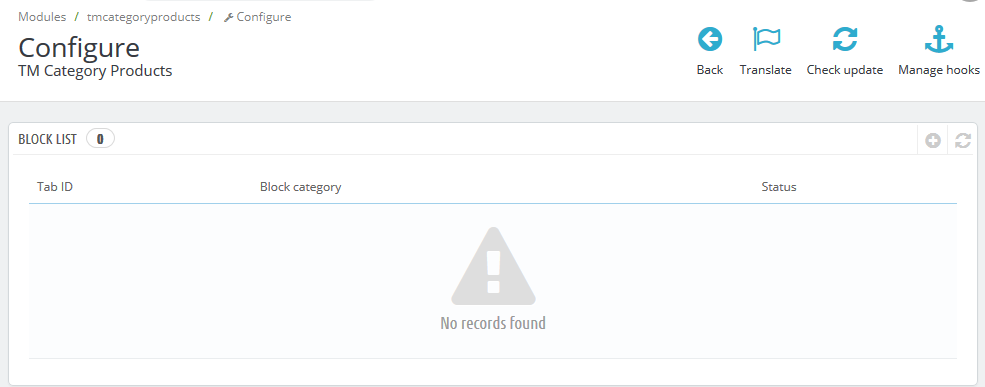 Modules / tmcategoryproducts / Configure
Configure
TM Category Products
Back Translate Check update Manage hooks
BLOCK LIST 0
Tab ID Block category Status
No records found